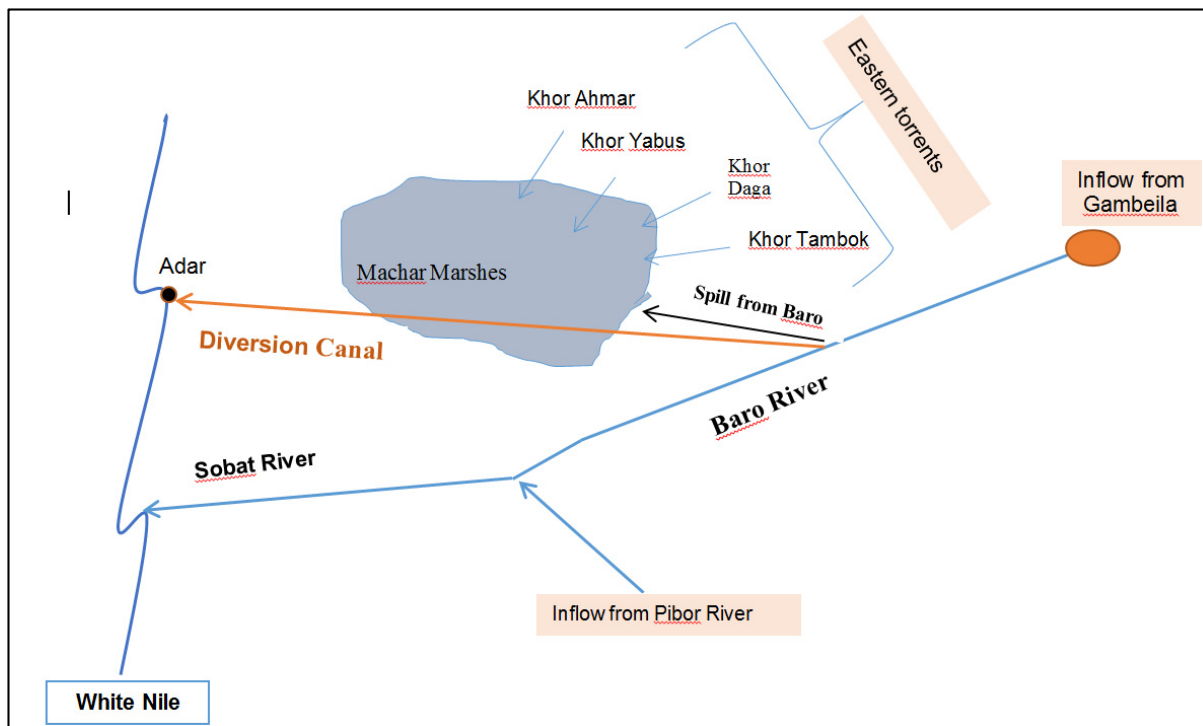 Khor Ahmar
Khor Yabus
Khor
Daga
Khor Tambok
Eastern torrents
Inflow from
Gambeila
Adar
Machar Marshes
Spill from Baro
Diversion Canal
Baro River
Sobat River
Inflow from Pibor River
White Nile